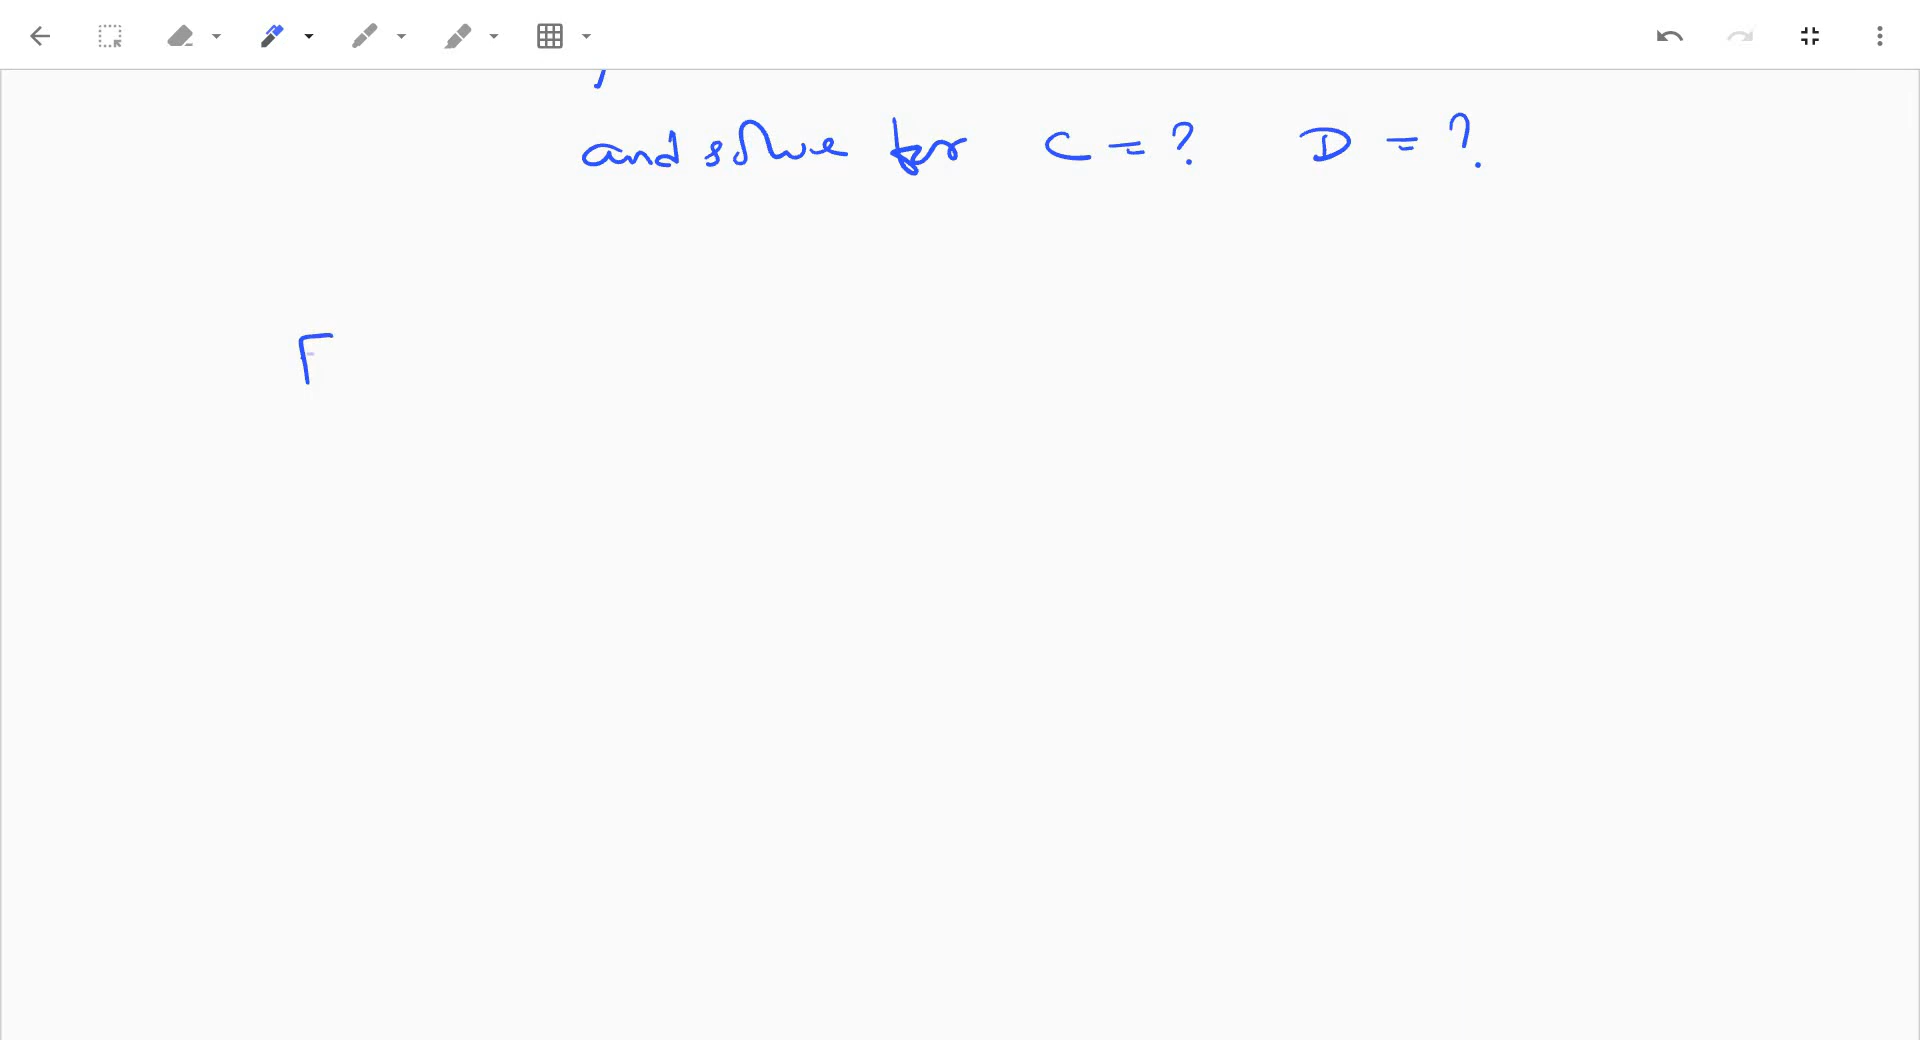 and solve for C = ? D = ?
F